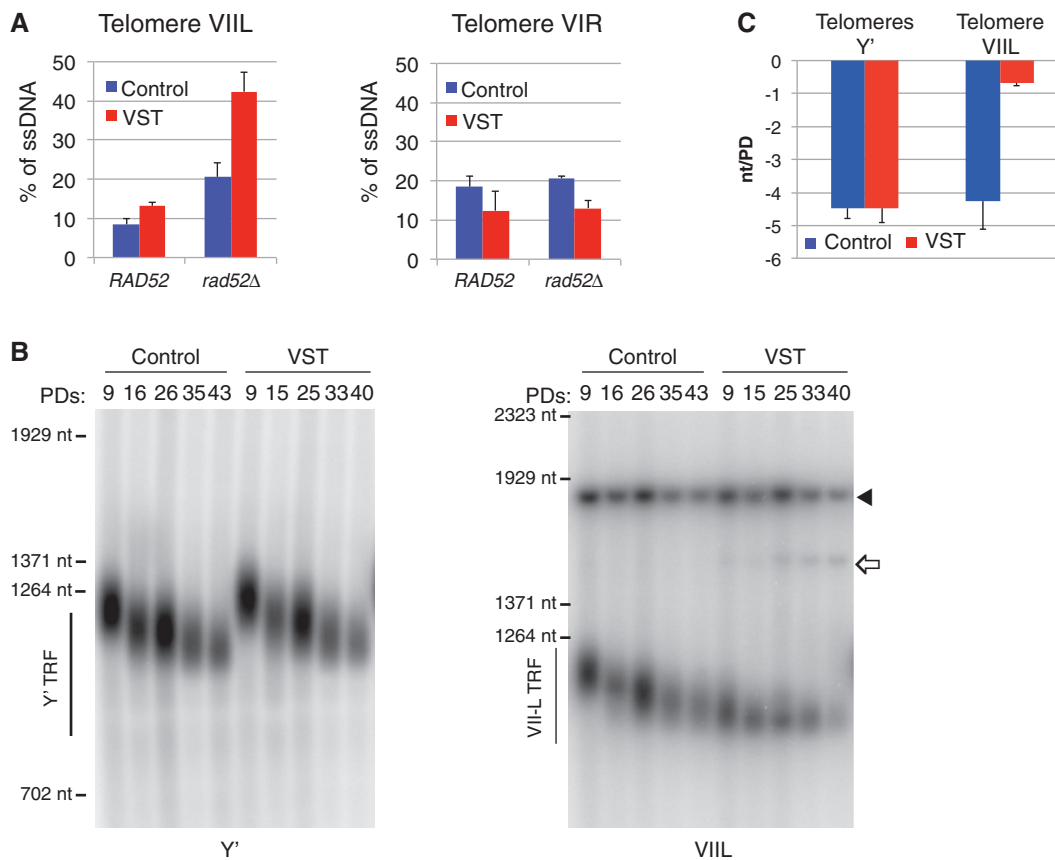 A
Telomere VIIL
% of ssDNA
50
40
30
20
10
0
Control
VST
RAD52
rad52Δ
Telomere VIR
% of ssDNA
50
40
30
20
10
0
Control
VST
RAD52
rad52Δ
C
Telomeres Y'
Telomere VIIL
nt/PD
0
-1
-2
-3
-4
-5
-6
Control
VST
B
Control
VST
PDs: 9 16 26 35 43 9 15 25 33 40
1929 nt
1371 nt
1264 nt
Y' TRF
702 nt
Y'
Control
VST
PDs: 9 16 26 35 43 9 15 25 33 40
2323 nt
1929 nt
1371 nt
1264 nt
VII-L TRF
VIIL